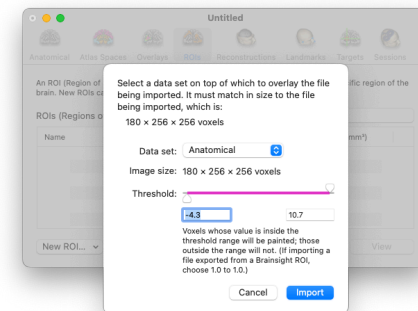 Untitled
Anatomical Atlas Spaces Overlays ROIs Reconstructions Landmarks Targets Sessions
An ROI (Region of
brain. New ROIs ca
cific region of the
ROIs (Regions o
Name
mm³)
Select a data set on top of which to overlay the file
being imported. It must match in size to the file
being imported, which is:
180 × 256 × 256 voxels
Data set: Anatomical
Image size: 180 × 256 × 256 voxels
Threshold:
-4.3 10.7
Voxels whose value is inside the
threshold range will be painted; those
outside the range will not. (If importing a
file exported from a Brainsight ROI,
choose 1.0 to 1.0.)
New ROI... View
Cancel Import